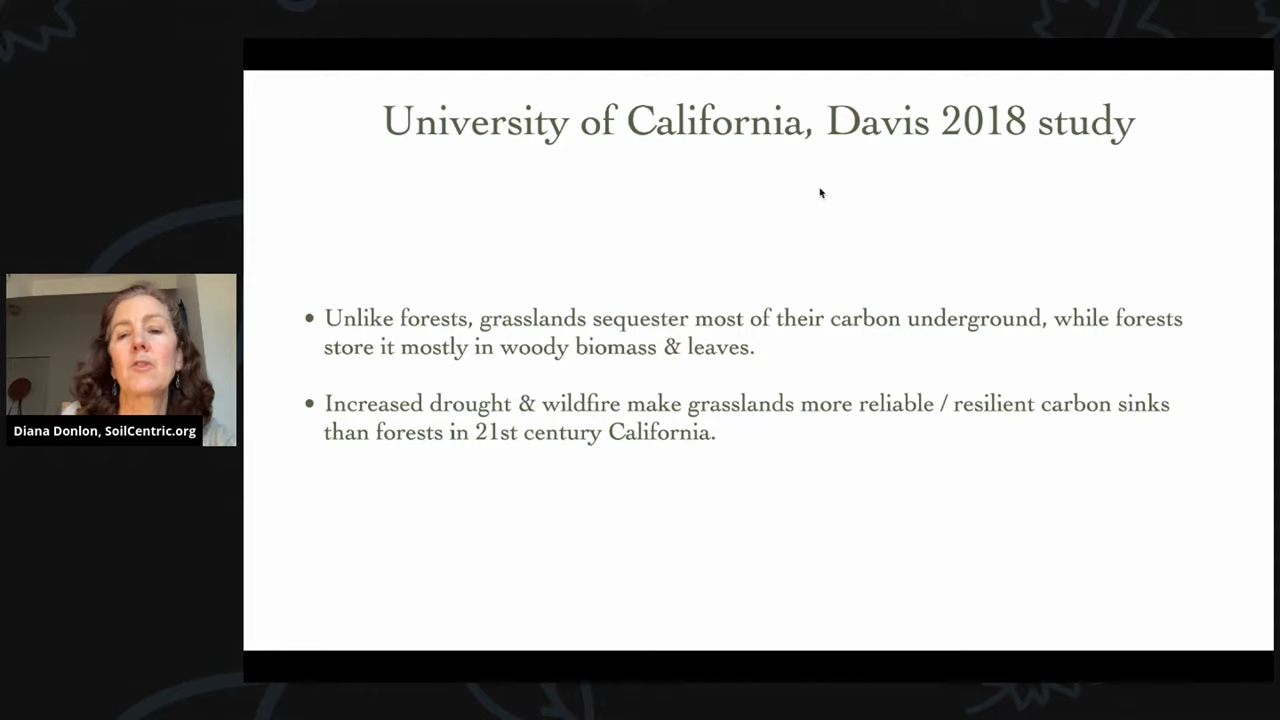 University of California, Davis 2018 study
• Unlike forests, grasslands sequester most of their carbon underground, while forests
store it mostly in woody biomass & leaves.
• Increased drought & wildfire make grasslands more reliable / resilient carbon sinks
than forests in 21st century California.
Diana Donlon, SoilCentric.org